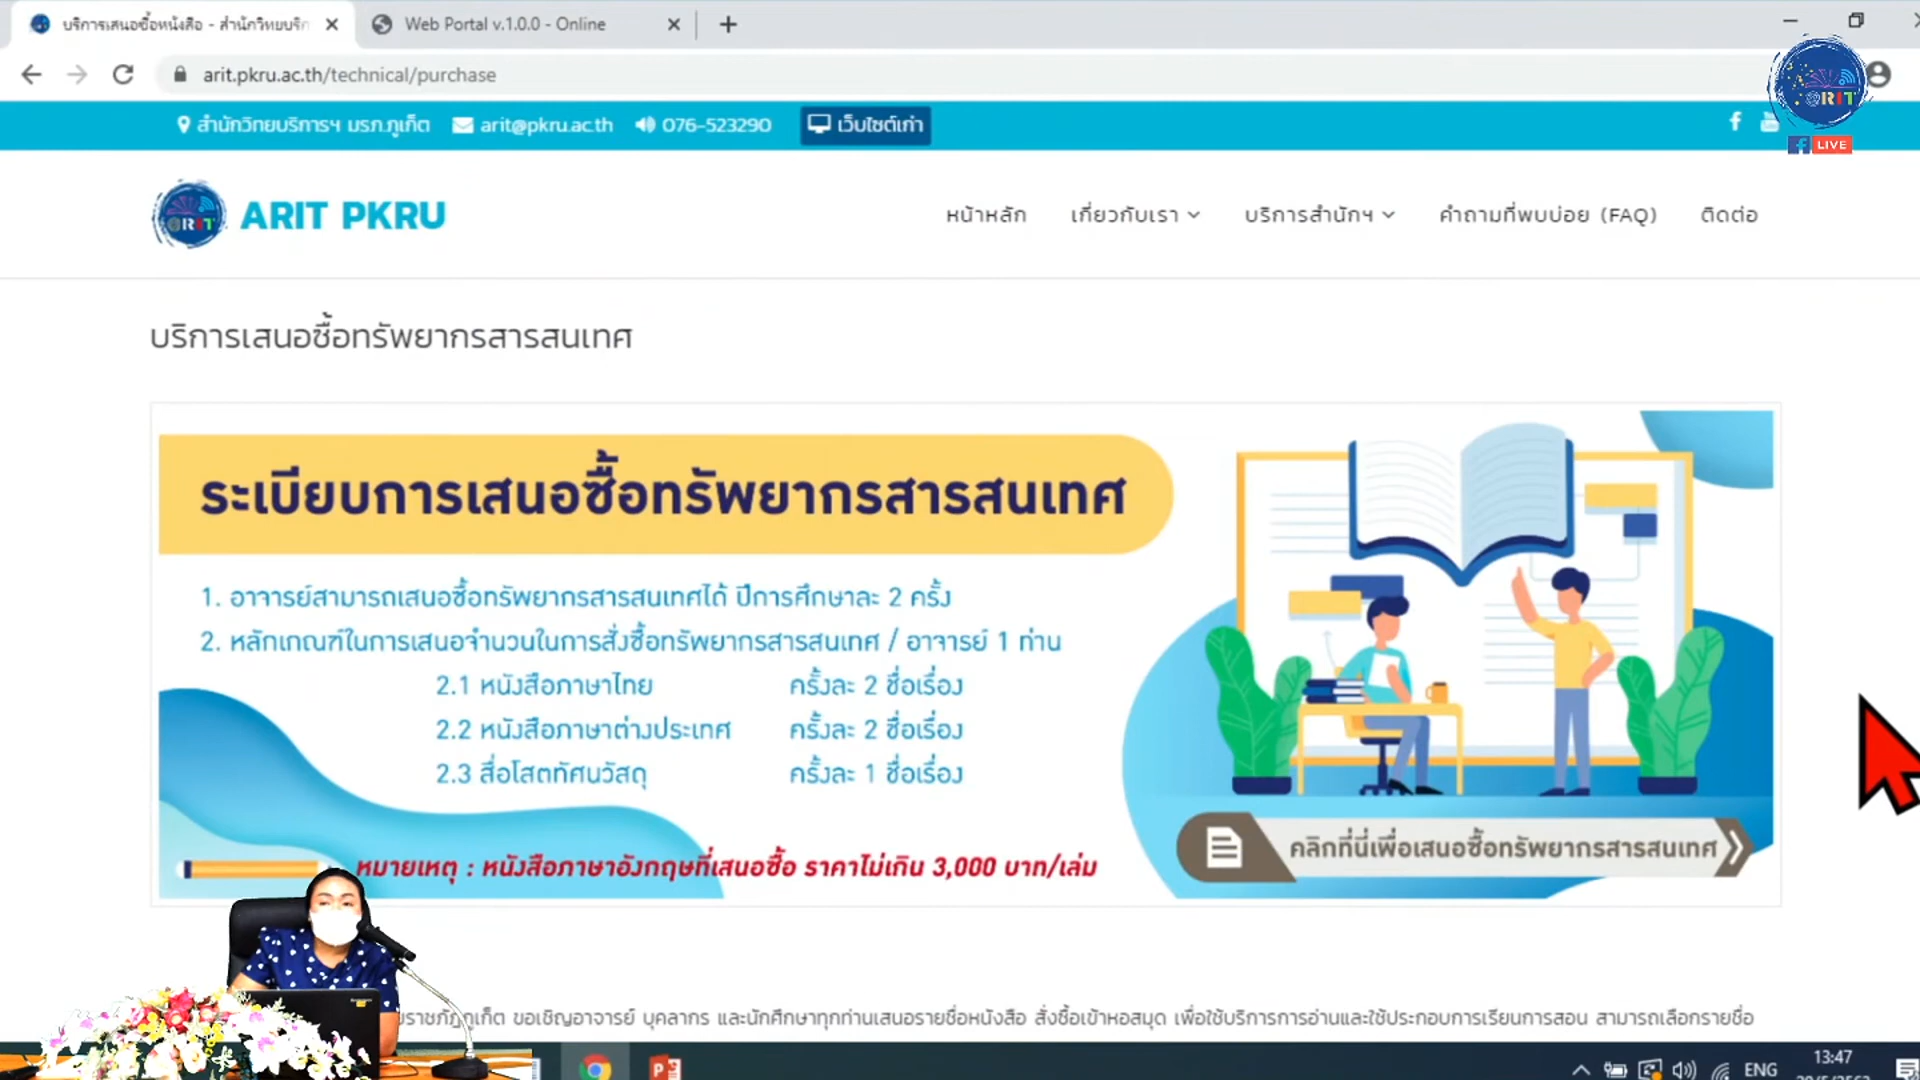 บริการเสนอซื้อหนังสือ - สำนักวิทยบริก
Web Portal v.1.0.0 - Online
arit.pkru.ac.th/technical/purchase
สำนักวิทยบริการฯ มรภ.ภูเก็ต arit@pkru.ac.th 076-523290 เว็บไซต์เก่า
ORIT
LIVE
ORIT
ARIT PKRU
หน้าหลัก เกี่ยวกับเรา บริการสำนักฯ คำถามที่พบบ่อย (FAQ) ติดต่อ
บริการเสนอซื้อทรัพยากรสารสนเทศ
ระเบียบการเสนอซื้อทรัพยากรสารสนเทศ
1. อาจารย์สามารถเสนอซื้อทรัพยากรสารสนเทศได้ ปีการศึกษาละ 2 ครั้ง
2. หลักเกณฑ์ในการเสนอจำนวนในการสั่งซื้อทรัพยากรสารสนเทศ / อาจารย์ 1 ท่าน
2.1 หนังสือภาษาไทย ครั้งละ 2 ชื่อเรื่อง
2.2 หนังสือภาษาต่างประเทศ ครั้งละ 2 ชื่อเรื่อง
2.3 สื่อโสตทัศนวัสดุ ครั้งละ 1 ชื่อเรื่อง
หมายเหตุ : หนังสือภาษาอังกฤษที่เสนอซื้อ ราคาไม่เกิน 3,000 บาท/เล่ม
คลิกที่นี่เพื่อเสนอซื้อทรัพยากรสารสนเทศ
ขอเชิญอาจารย์ บุคลากร และนักศึกษาทุกท่านเสนอรายชื่อหนังสือ สั่งซื้อเข้าหอสมุด เพื่อใช้บริการการอ่านและใช้ประกอบการเรียนการสอน สามารถเลือกรายชื่อ
ENG
13:47